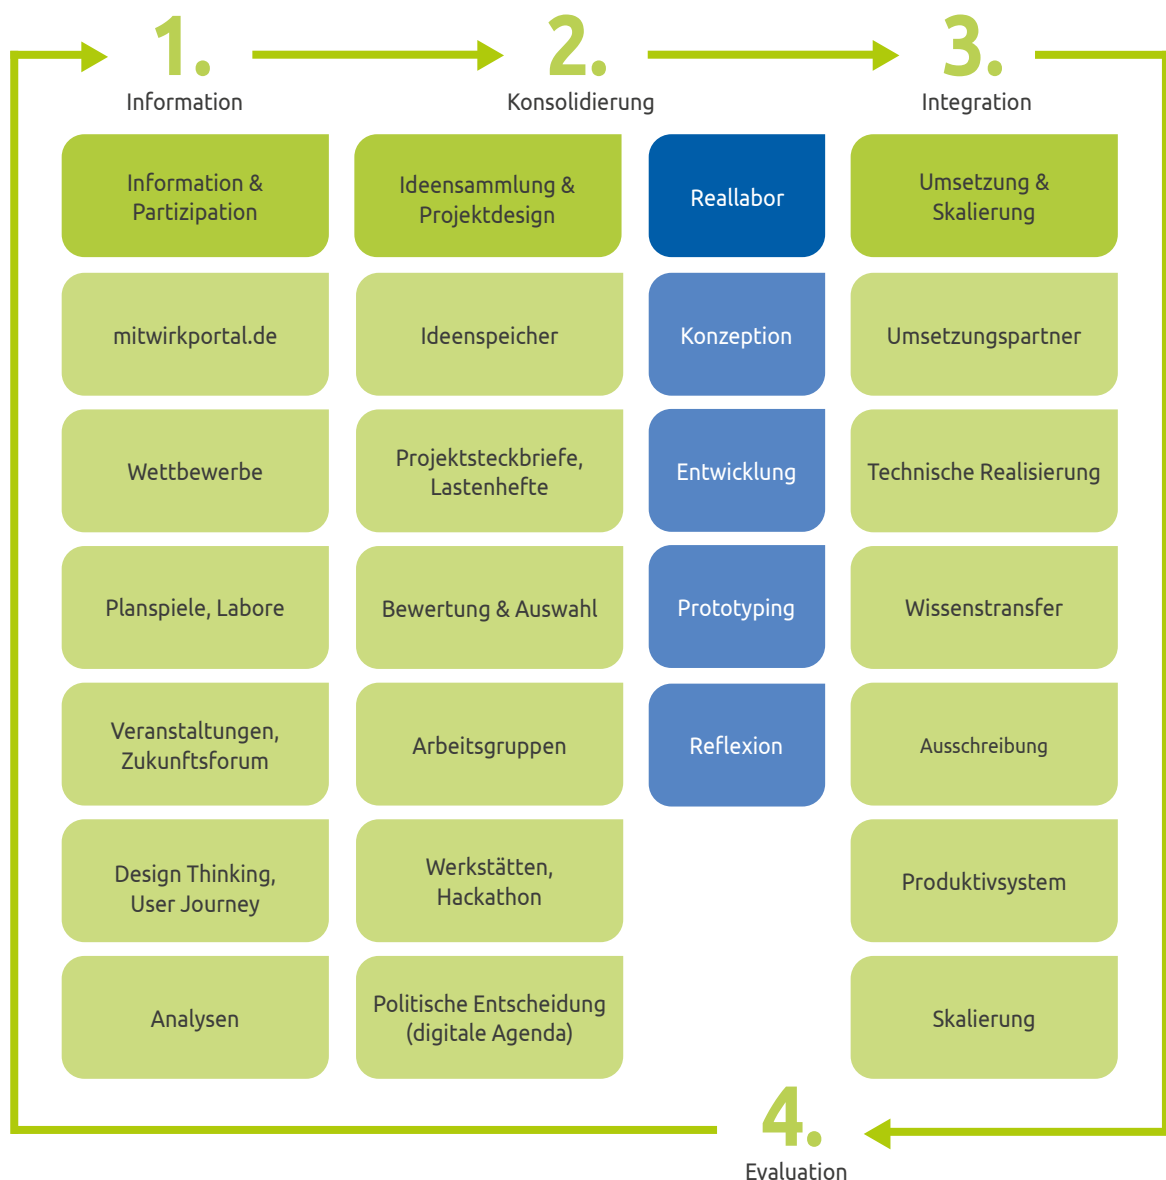 1.
Information
2.
Konsolidierung
3.
Integration
Information &
Partizipation
Ideensammlung &
Projektdesign
Reallabor
Umsetzung &
Skalierung
mitwirkportal.de
Ideenspeicher
Konzeption
Umsetzungspartner
Wettbewerbe
Projektsteckbriefe,
Lastenhefte
Entwicklung
Technische Realisierung
Planspiele, Labore
Bewertung & Auswahl
Prototyping
Wissenstransfer
Veranstaltungen,
Zukunftsforum
Arbeitsgruppen
Reflexion
Ausschreibung
Design Thinking,
User Journey
Werkstätten,
Hackathon
Produktivsystem
Analysen
Politische Entscheidung
(digitale Agenda)
Skalierung
4.
Evaluation